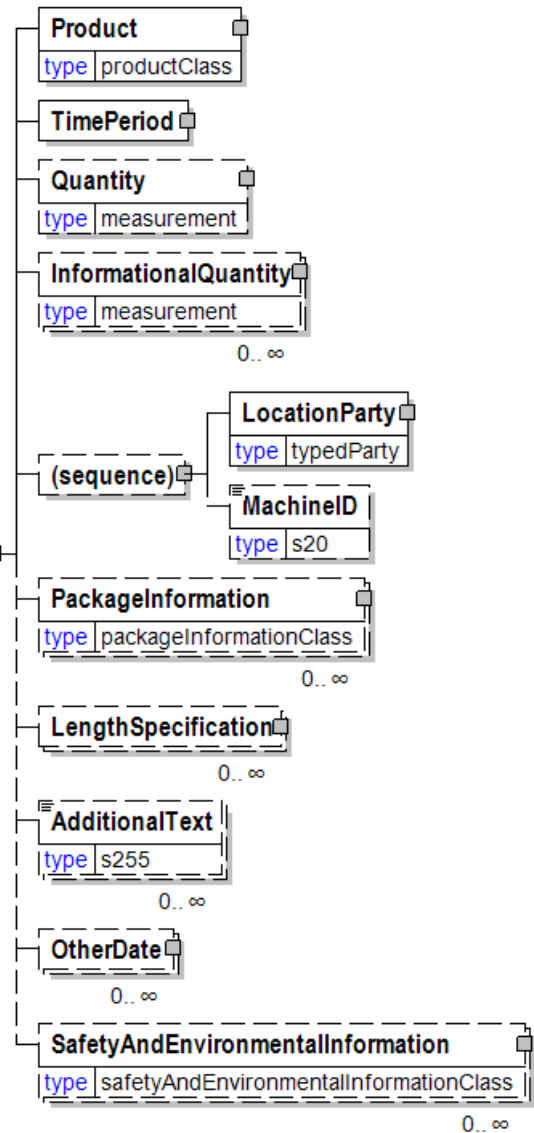 Product
type productClass
TimePeriod
Quantity
type measurement
InformationalQuantity
type measurement
0.. ∞
LocationParty
type typedParty
(sequence)
MachineID
type s20
PackageInformation
type packageInformationClass
0.. ∞
LengthSpecification
0.. ∞
AdditionalText
type s255
0.. ∞
OtherDate
0.. ∞
SafetyAndEnvironmentalInformation
type safetyAndEnvironmentalInformationClass
0.. ∞